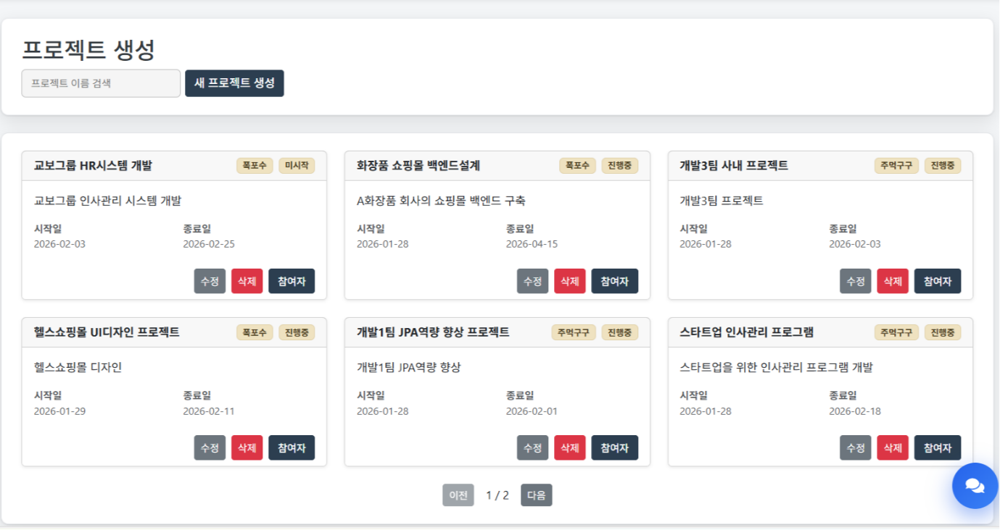 프로젝트 생성
프로젝트 이름 검색 새 프로젝트 생성
교보그룹 HR시스템 개발 폭포수 미시작
교보그룹 인사관리 시스템 개발
시작일 종료일
2026-02-03 2026-02-25
수정 삭제 참여자
화장품 쇼핑몰 백엔드설계 폭포수 진행중
A화장품 회사의 쇼핑몰 백엔드 구축
시작일 종료일
2026-01-28 2026-04-15
수정 삭제 참여자
개발3팀 사내 프로젝트 주먹구구 진행중
개발3팀 프로젝트
시작일 종료일
2026-01-28 2026-02-03
수정 삭제 참여자
헬스쇼핑몰 UI디자인 프로젝트 폭포수 진행중
헬스쇼핑몰 디자인
시작일 종료일
2026-01-29 2026-02-11
수정 삭제 참여자
개발1팀 JPA역량 향상 프로젝트 주먹구구 진행중
개발1팀 JPA역량 향상
시작일 종료일
2026-01-28 2026-02-01
수정 삭제 참여자
스타트업 인사관리 프로그램 주먹구구 진행중
스타트업을 위한 인사관리 프로그램 개발
시작일 종료일
2026-01-28 2026-02-18
수정 삭제 참여자
이전 1 / 2 다음